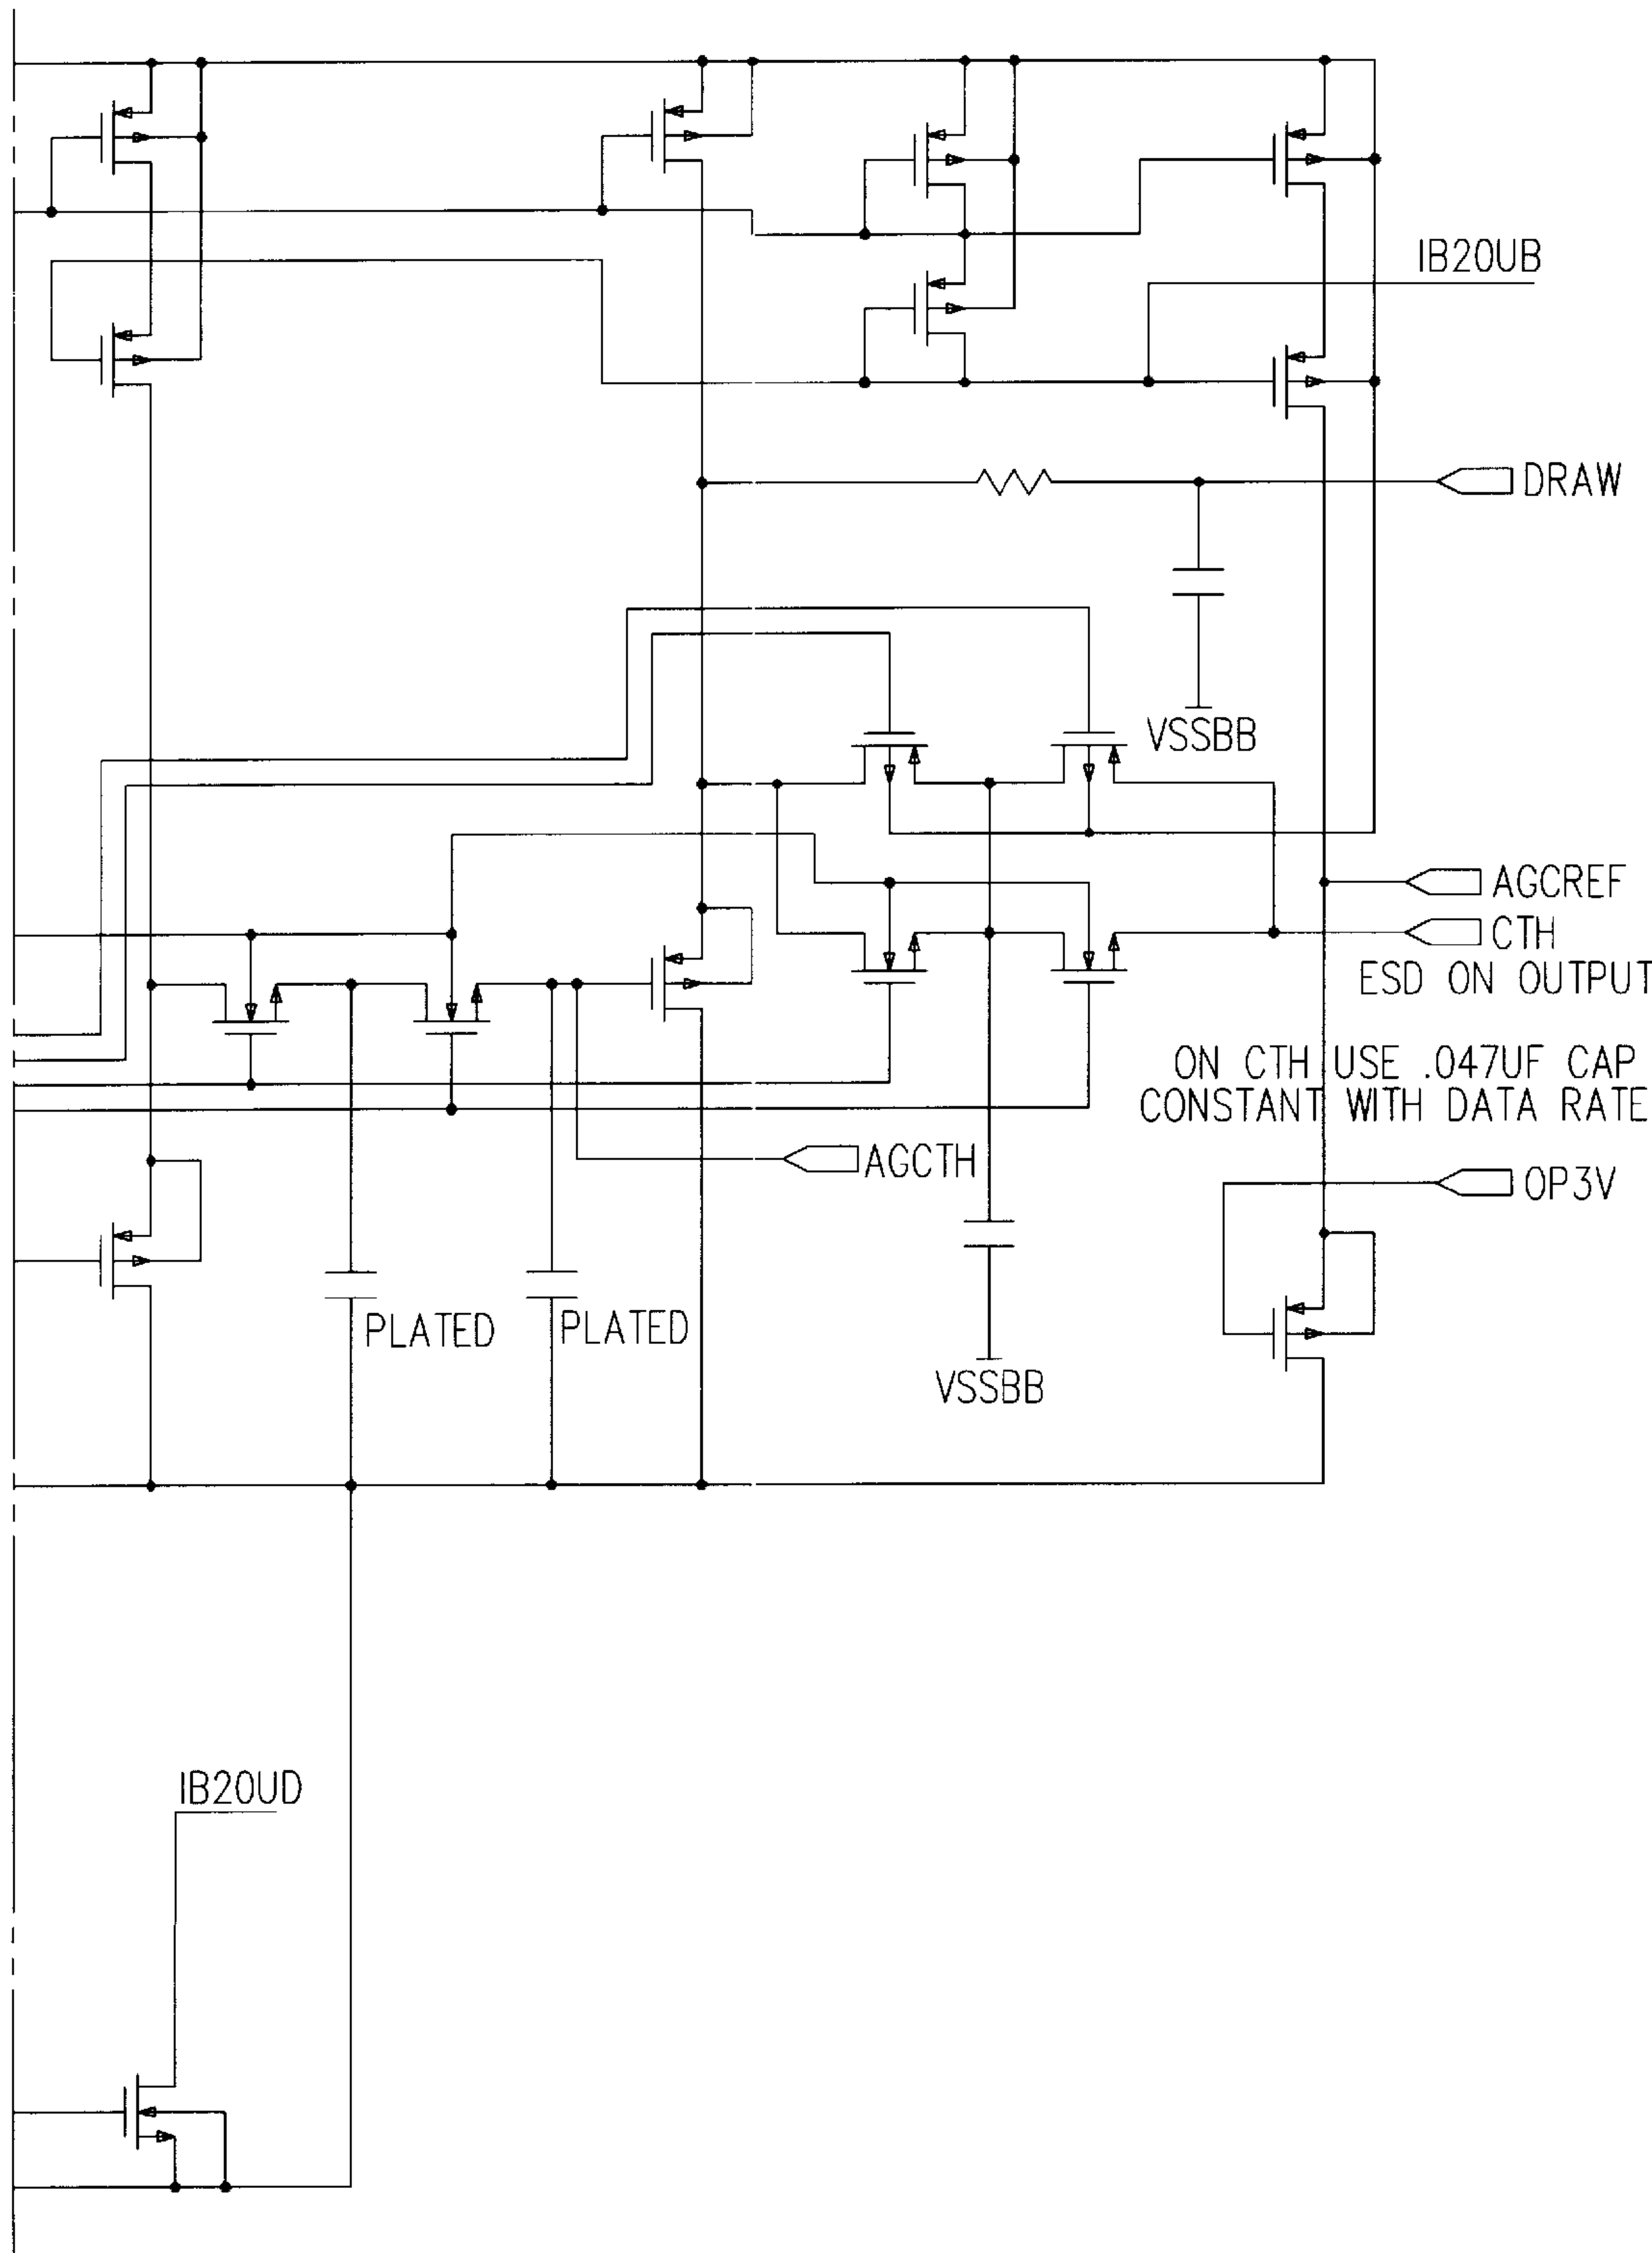 IB20UB
DRAW
VSSBB
AGCREF
CTH
ESD ON OUTPUT
ON CTH USE .047UF CAP
CONSTANT WITH DATA RATE
AGCTH
OP3V
PLATED
PLATED
VSSBB
IB20UD